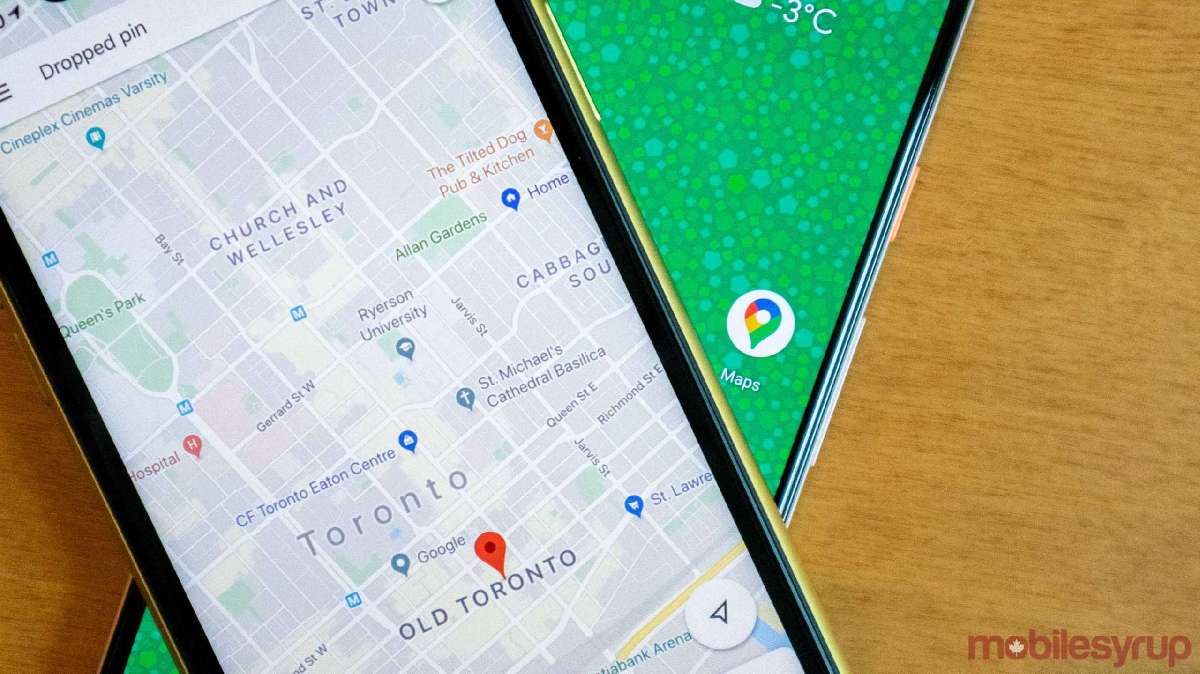 ST.
TOWN
-3°C
Dropped pin
Cineplex Cinemas Varsity
The Tilted Dog
Pub & Kitchen
Home
CHURCH AND
WELLESLEY
Bay St
Allan Gardens
M
CABBAG
SOU
Queen's Park
M
Ryerson
University
Jarvis St
Maps
M
St. Michael's
Cathedral Basilica
Gerrard St W
Queen St E
Richmond St E
H
Hospital
CF Toronto Eaton Centre
Jarvis St
Toronto
St. Lawre
Google
M
OLD TORONTO
nd St W
otiabank Arena
mobilesyrup